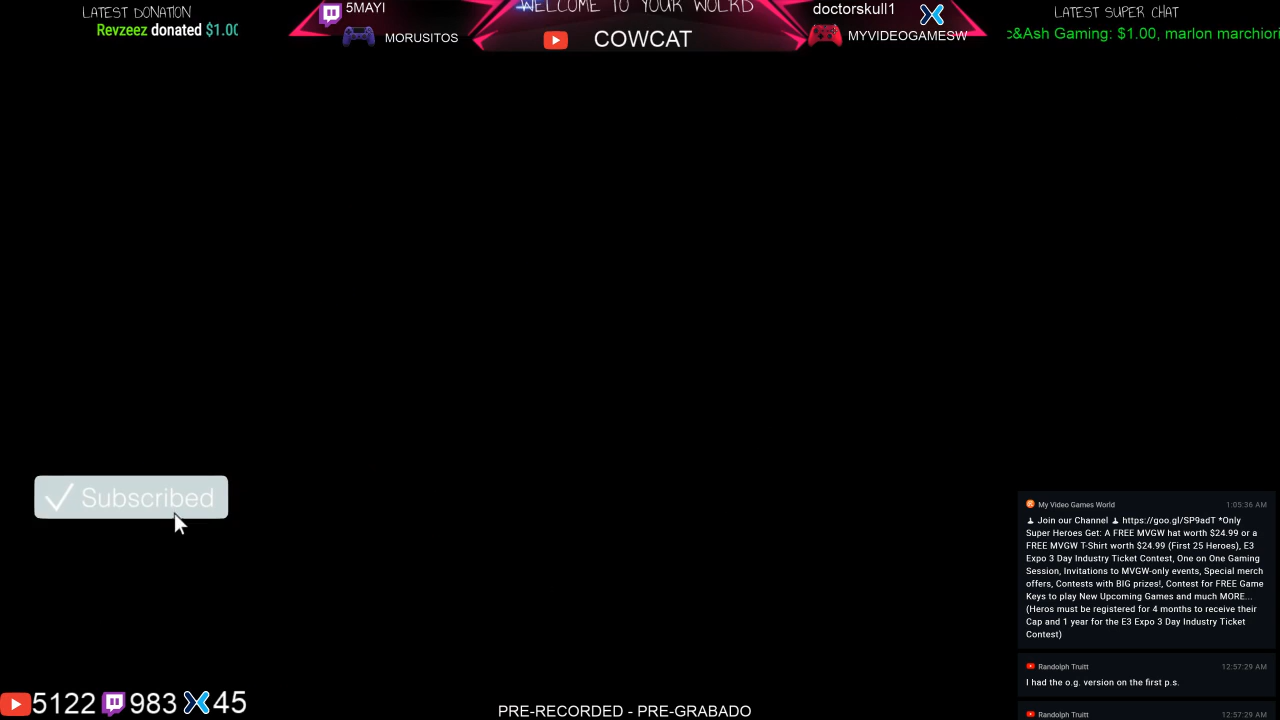 LATEST DONATION
Revzeez donated $1.00
5MAYI
MORUSITOS
WELCOME TO YOUR WOLRD
COWCAT
doctorskull1
MYVIDEOGAMESW
LATEST SUPER CHAT
c&Ash Gaming: $1.00, marlon marchiori
Subscribed
My Video Games World 1:05:36 AM
Join our Channel https://goo.gl/SP9adT *Only
Super Heroes Get: A FREE MVGW hat worth $24.99 or a
FREE MVGW T-Shirt worth $24.99 (First 25 Heroes), E3
Expo 3 Day Industry Ticket Contest, One on One Gaming
Session, Invitations to MVGW-only events, Special merch
offers, Contests with BIG prizes!, Contest for FREE Game
Keys to play New Upcoming Games and much MORE...
(Heros must be registered for 4 months to receive their
Cap and 1 year for the E3 Expo 3 Day Industry Ticket
Contest)
Randolph Truitt 12:57:29 AM
I had the o.g. version on the first p.s.
Randolph Truitt 12:57:29 AM
5122 983 45
PRE-RECORDED - PRE-GRABADO